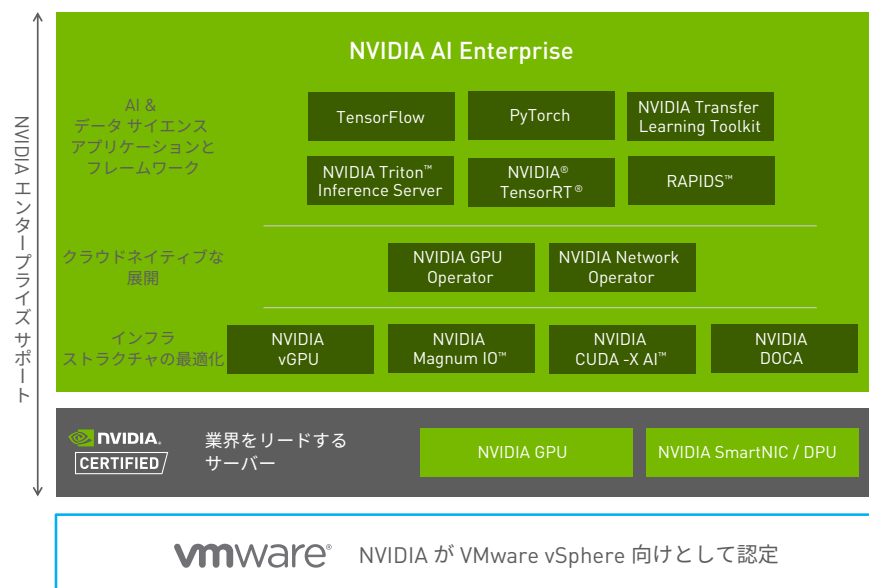 NVIDIA エンタープライズ サポート
NVIDIA AI Enterprise
AI &
データ サイエンス
アプリケーションと
フレームワーク
TensorFlow
PyTorch
NVIDIA Transfer
Learning Toolkit
NVIDIA Triton™
Inference Server
NVIDIA®
TensorRT®
RAPIDS™
クラウドネイティブな
展開
NVIDIA GPU
Operator
NVIDIA Network
Operator
インフラ
ストラクチャの最適化
NVIDIA
vGPU
NVIDIA
Magnum IO™
NVIDIA
CUDA -X AI™
NVIDIA
DOCA
NVIDIA.
CERTIFIED
業界をリードする
サーバー
NVIDIA GPU
NVIDIA SmartNIC / DPU
vmware® NVIDIA が VMware vSphere 向けとして認定